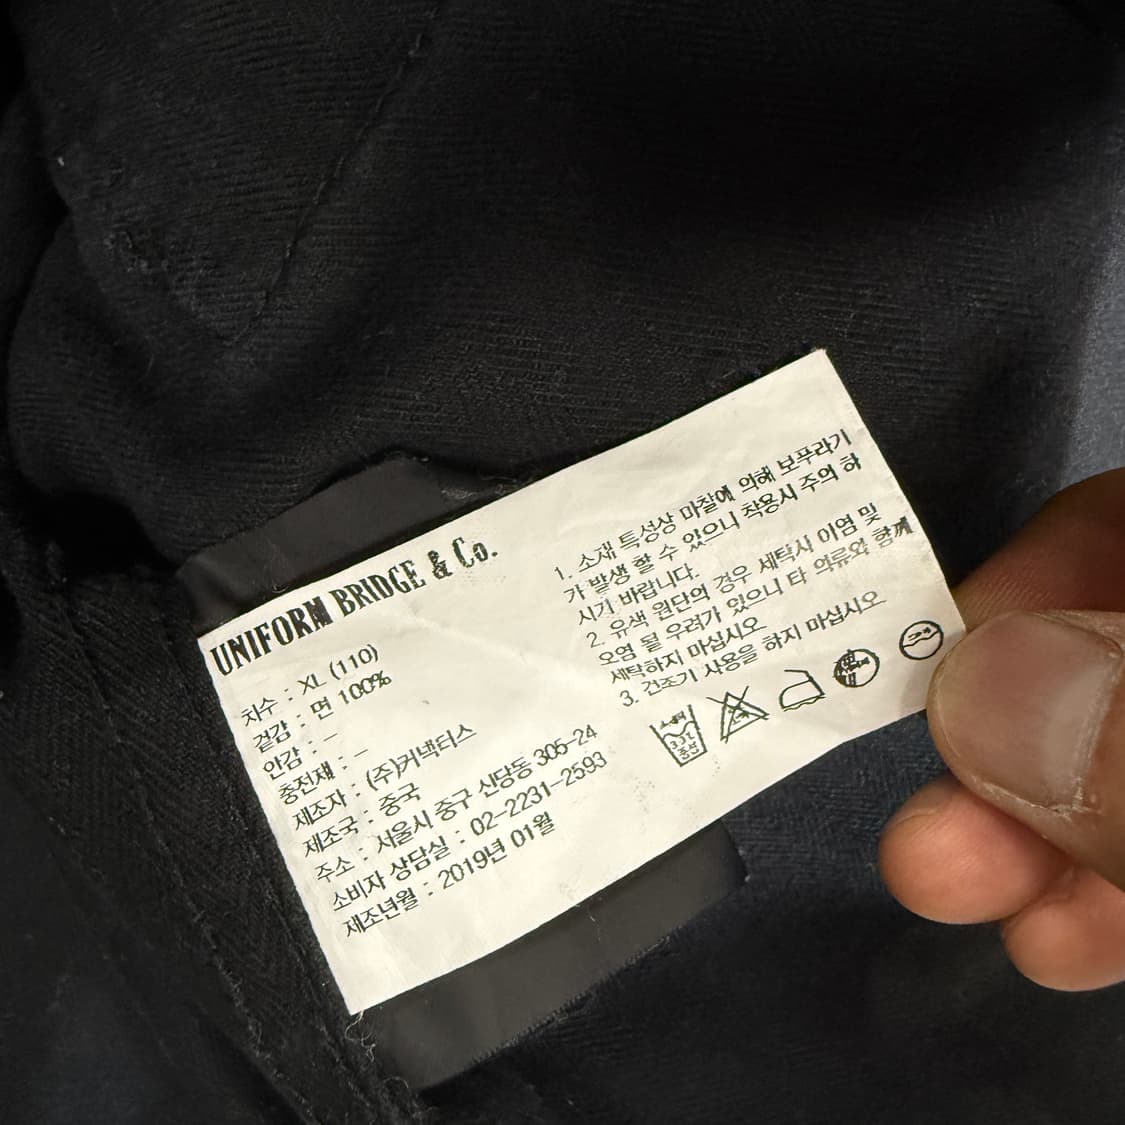 UNIFORM BRIDGE & Co.
치수 : XL (110)
겉감 : 면 100%
안감 : –
충전재 : –
제조자 : (주)커넥터스
제조국 : 중국
주소 : 서울시 중구 신당동 305-24
소비자 상담실 : 02-2231-2593
제조년월 : 2019년 01월
1. 소재 특성상 마찰에 의해 보푸라기
가 발생 할 수 있으니 착용시 주의 하
시기 바랍니다.
2. 유색 원단의 경우 세탁시 이염 및
오염 될 우려가 있으니 타 의류와 함께
세탁하지 마십시오
3. 건조기 사용을 하지 마십시오